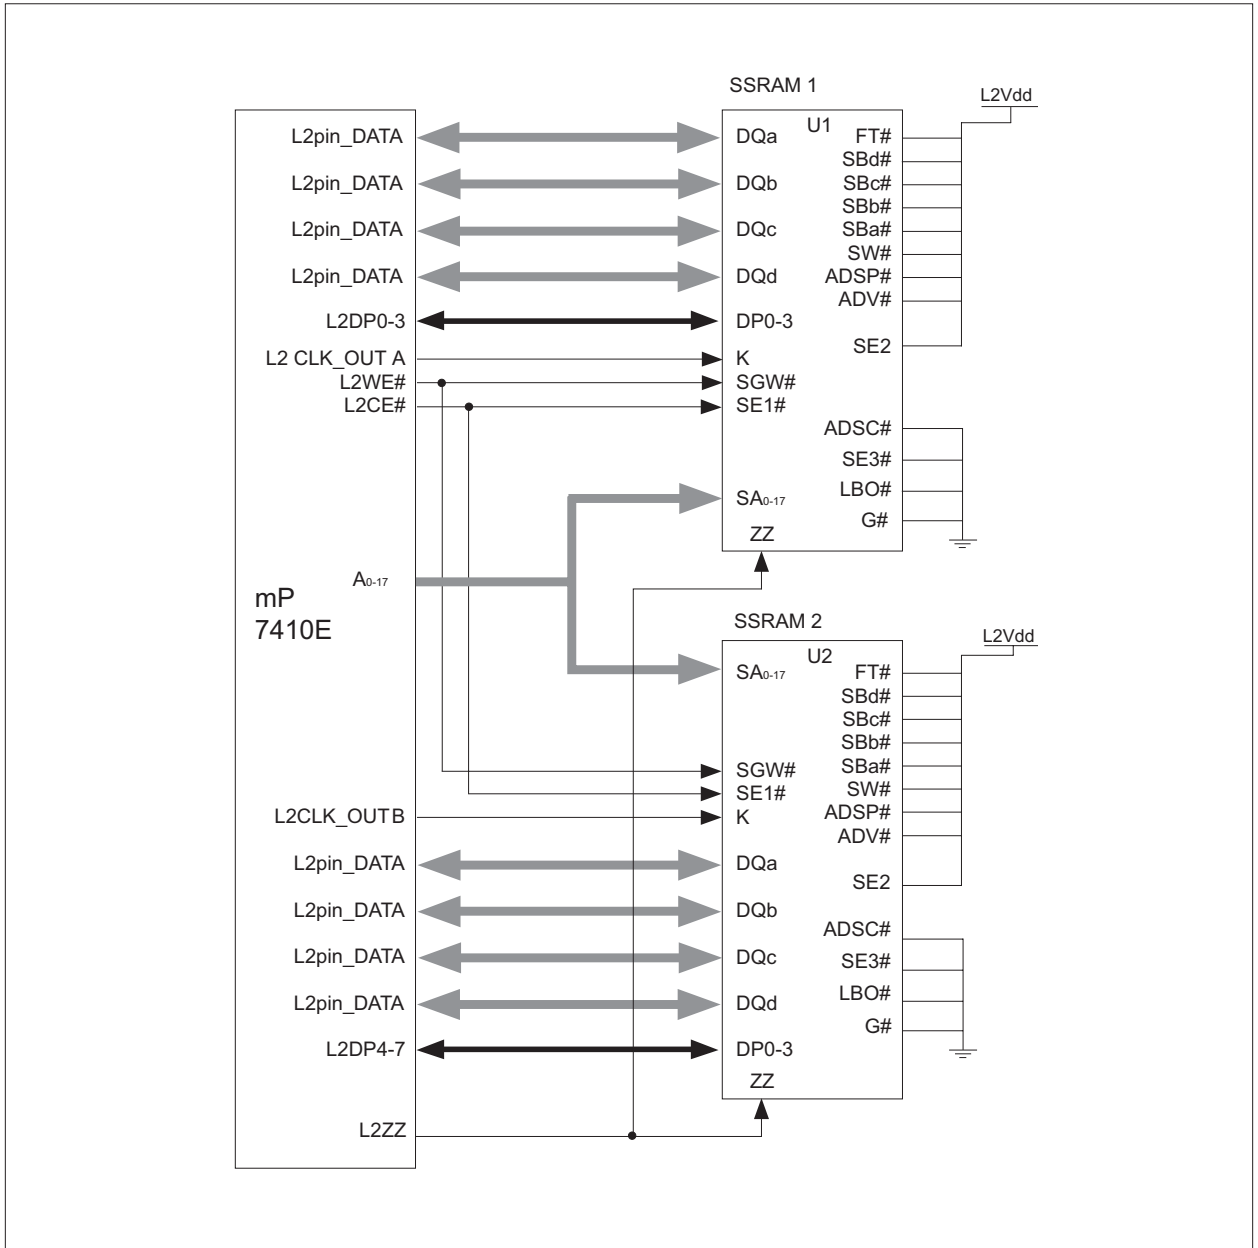 SSRAM 1
L2Vdd
U1
L2pin_DATA
L2pin_DATA
L2pin_DATA
L2pin_DATA
L2DP0-3
L2 CLK_OUT A
L2WE#
L2CE#
A0-17
mP
7410E
L2CLK_OUTB
L2pin_DATA
L2pin_DATA
L2pin_DATA
L2pin_DATA
L2DP4-7
L2ZZ
DQa
DQb
DQc
DQd
DP0-3
K
SGW#
SE1#
SA0-17
ZZ
FT#
SBd#
SBc#
SBb#
SBa#
SW#
ADSP#
ADV#
SE2
ADSC#
SE3#
LBO#
G#
SSRAM 2
L2Vdd
U2
SA0-17
SGW#
SE1#
K
DQa
DQb
DQc
DQd
DP0-3
ZZ
FT#
SBd#
SBc#
SBb#
SBa#
SW#
ADSP#
ADV#
SE2
ADSC#
SE3#
LBO#
G#